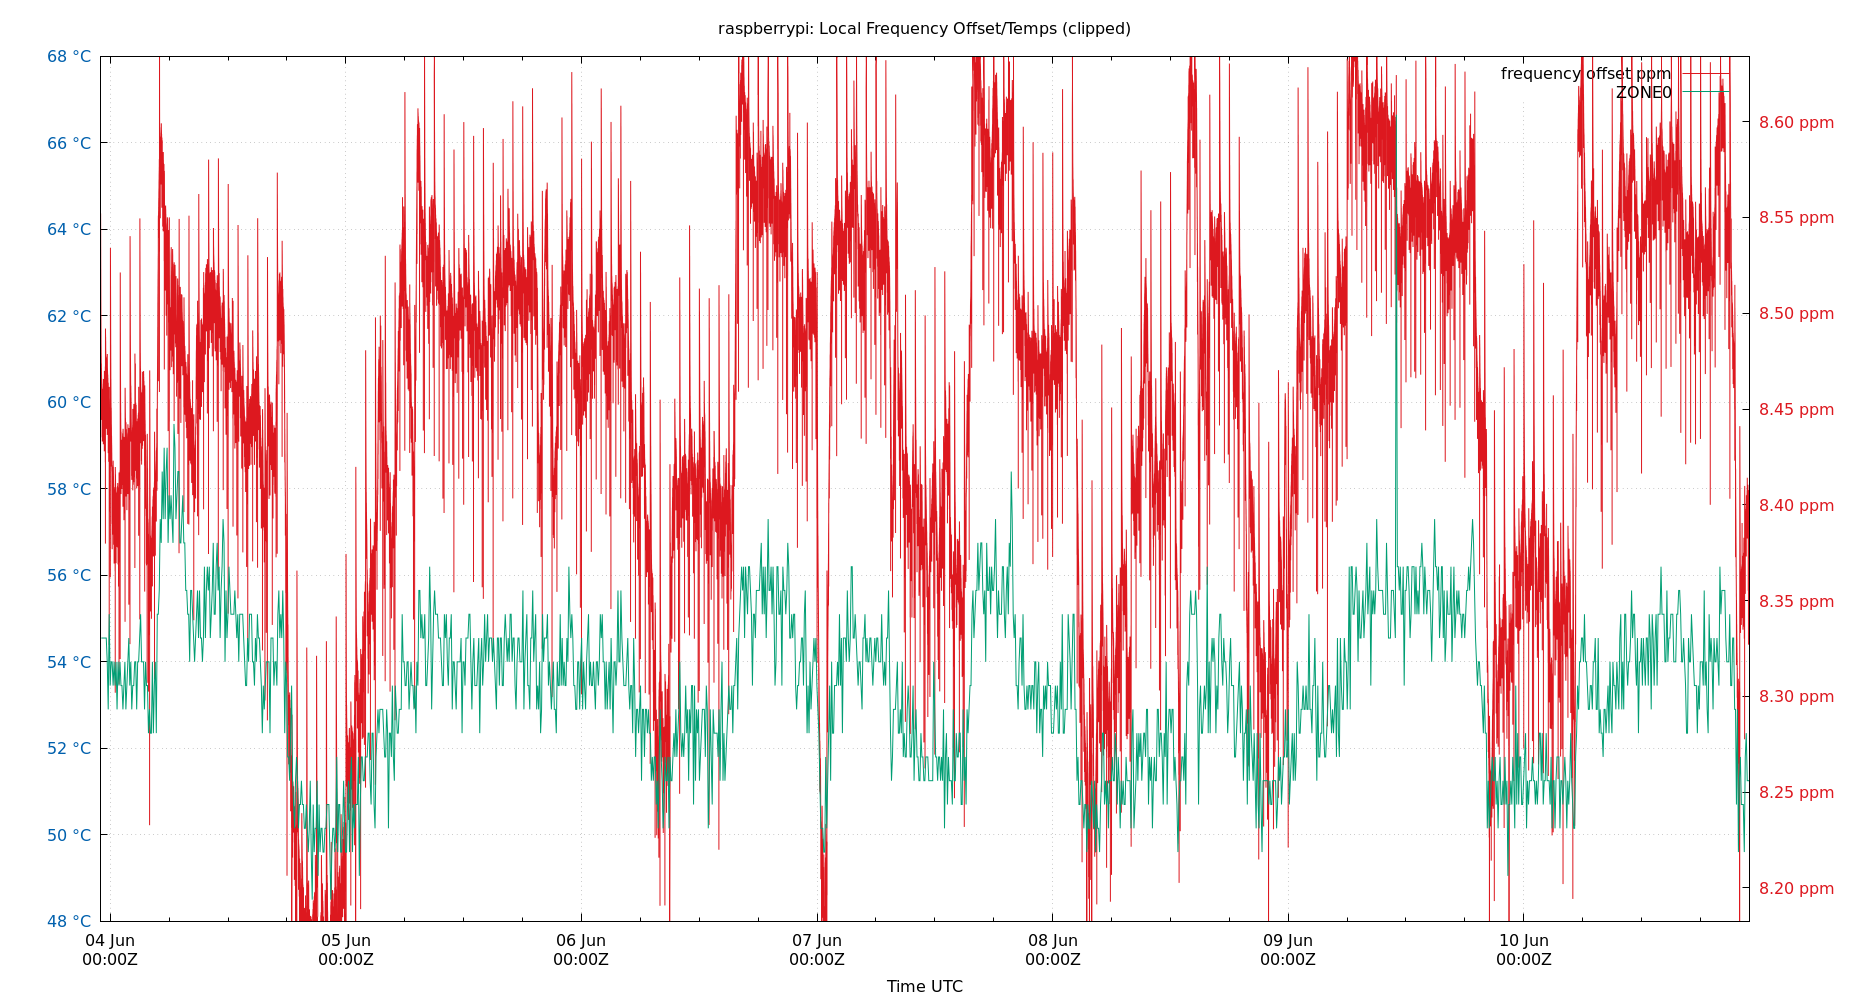 raspberrypi: Local Frequency Offset/Temps (clipped)
68 °C
66 °C
64 °C
62 °C
60 °C
58 °C
56 °C
54 °C
52 °C
50 °C
48 °C
frequency offset ppm
ZONE0
8.60 ppm
8.55 ppm
8.50 ppm
8.45 ppm
8.40 ppm
8.35 ppm
8.30 ppm
8.25 ppm
8.20 ppm
04 Jun 05 Jun 06 Jun 07 Jun 08 Jun 09 Jun 10 Jun
00:00Z 00:00Z 00:00Z 00:00Z 00:00Z 00:00Z 00:00Z
Time UTC